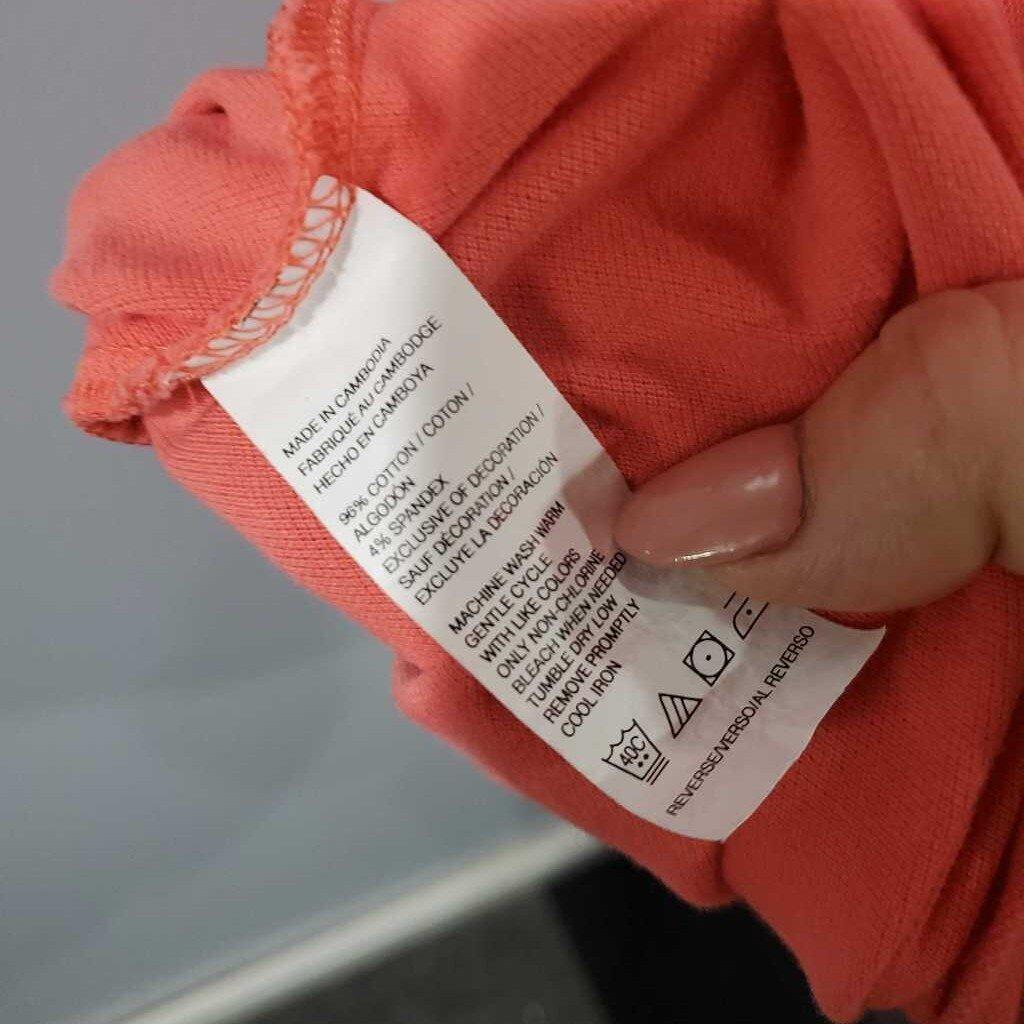 MADE IN CAMBODIA
FABRIQUÉ AU CAMBODGE
HECHO EN CAMBOYA
96% COTTON / COTON /
ALGODÓN
4% SPANDEX
EXCLUSIVE OF DECORATION /
SAUF DÉCORATION /
EXCLUYE LA DECORACIÓN
MACHINE WASH WARM
GENTLE CYCLE
WITH LIKE COLORS
ONLY NON-CHLORINE
BLEACH WHEN NEEDED
TUMBLE DRY LOW
REMOVE PROMPTLY
COOL IRON
40C
REVERSE/VERSO/AL REVERSO